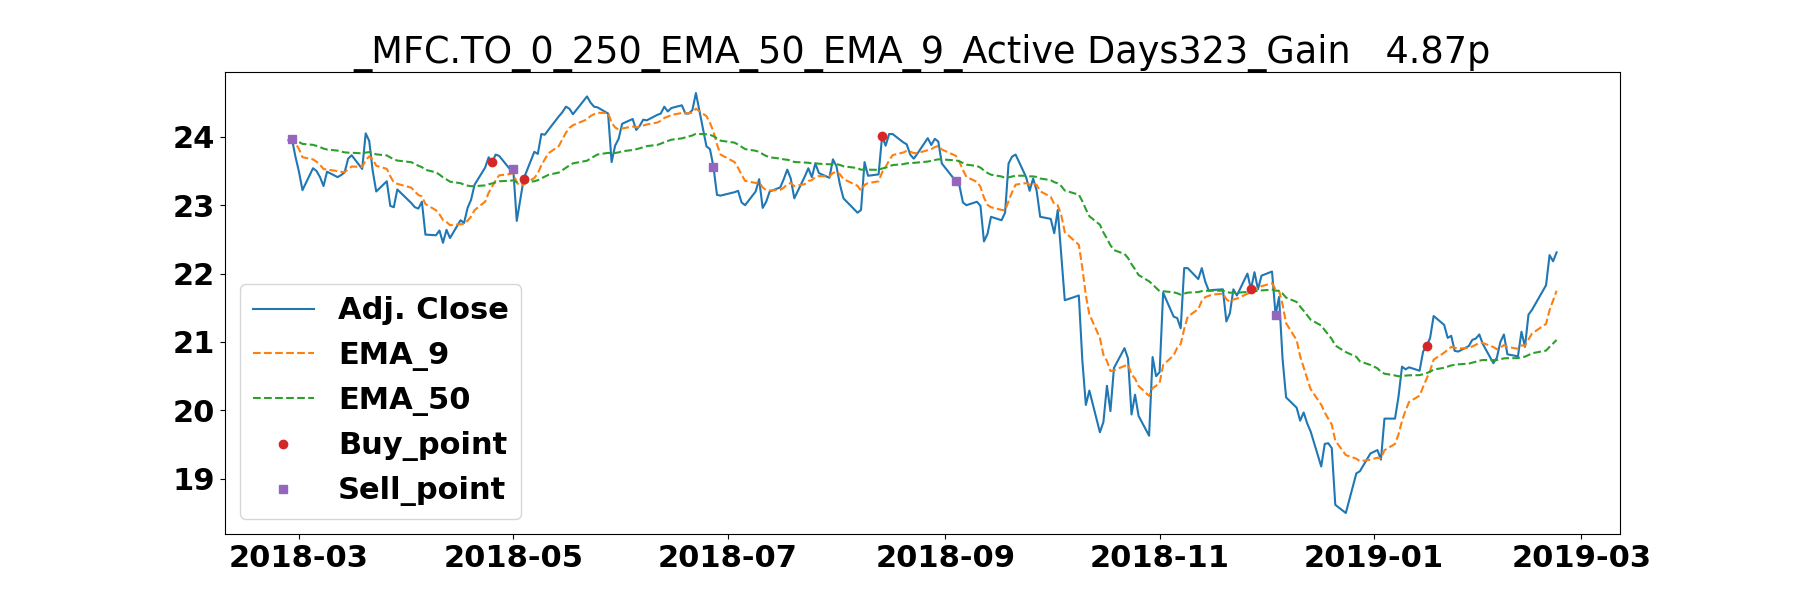 _MFC.TO_0_250_EMA_50_EMA_9_Active Days323_Gain   4.87p
24
23
22
21
20
19
Adj. Close
EMA_9
EMA_50
Buy_point
Sell_point
2018-03 2018-05 2018-07 2018-09 2018-11 2019-01 2019-03